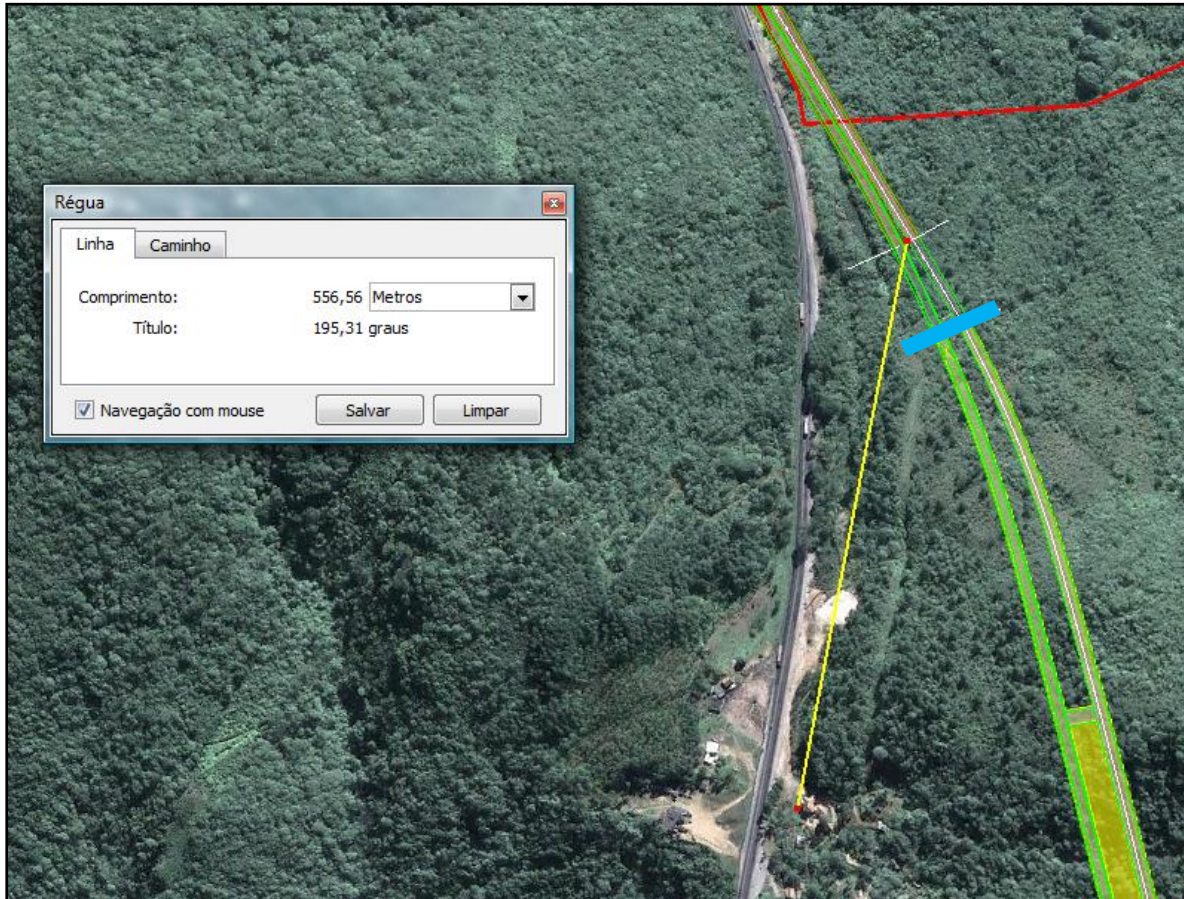 Régua
Linha
Caminho
Comprimento:
556,56
Metros
Título:
195,31 graus
Navegação com mouse
Salvar
Limpar